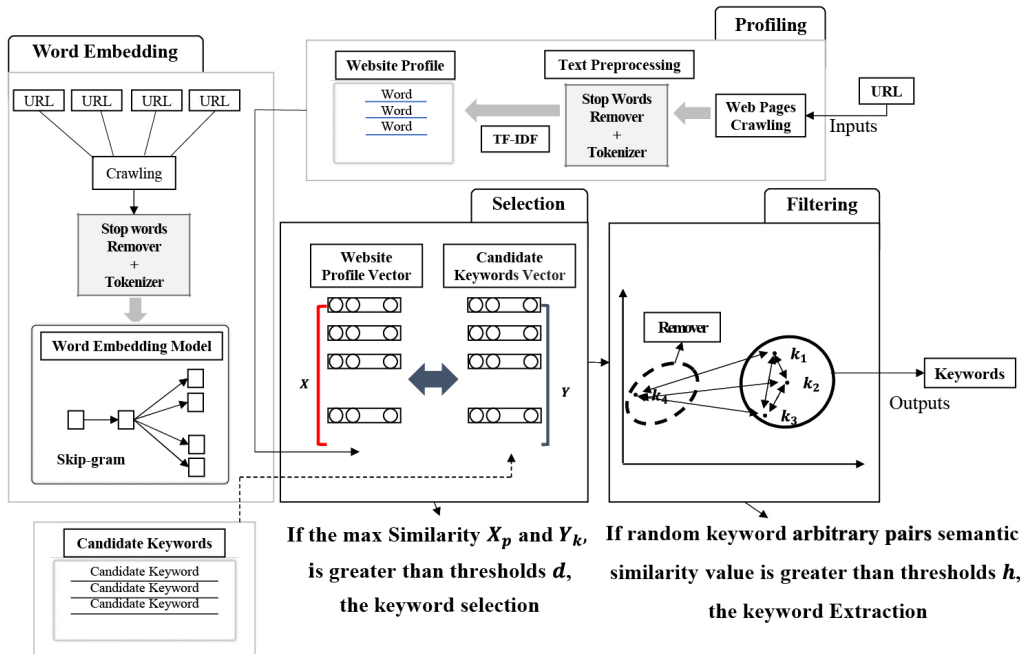 Word Embedding
URL URL URL URL
Crawling
Stop words
Remover
+
Tokenizer
Word Embedding Model
Skip-gram
Candidate Keywords
Candidate Keyword
Candidate Keyword
Candidate Keyword
Profiling
Website Profile
Word
Word
Word
TF-IDF
Text Preprocessing
Stop Words
Remover
+
Tokenizer
Web Pages
Crawling
URL
Inputs
Selection
Website
Profile Vector
Candidate
Keywords Vector
X
Y
If the max Similarity Xp and Yk,
is greater than thresholds d,
the keyword selection
Filtering
Remover
k1
k2
k3
k4
Keywords
Outputs
If random keyword arbitrary pairs semantic
similarity value is greater than thresholds h,
the keyword Extraction